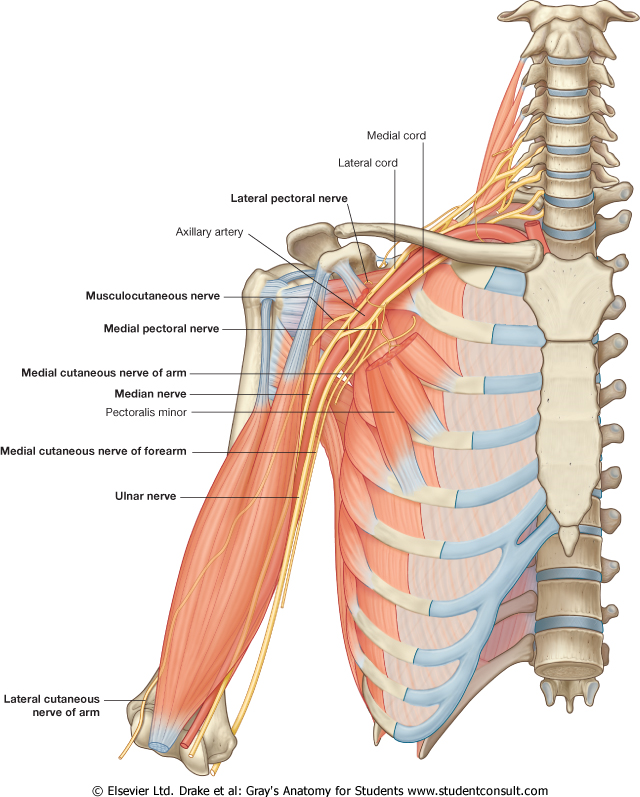 Medial cord
Lateral cord
Lateral pectoral nerve
Axillary artery
Musculocutaneous nerve
Medial pectoral nerve
Medial cutaneous nerve of arm
Median nerve
Pectoralis minor
Medial cutaneous nerve of forearm
Ulnar nerve
Lateral cutaneous
nerve of arm
© Elsevier Ltd. Drake et al: Gray's Anatomy for Students www.studentconsult.com